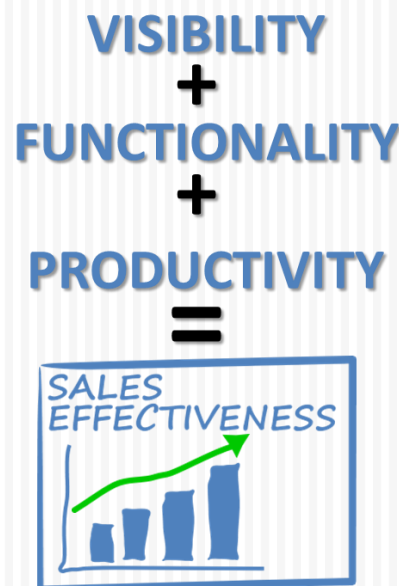 VISIBILITY
+
FUNCTIONALITY
+
PRODUCTIVITY
=
SALES
EFFECTIVENESS